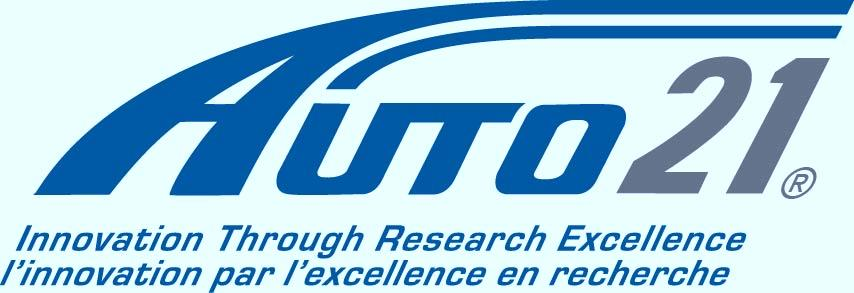 AUTO21®
Innovation Through Research Excellence
l'innovation par l'excellence en recherche